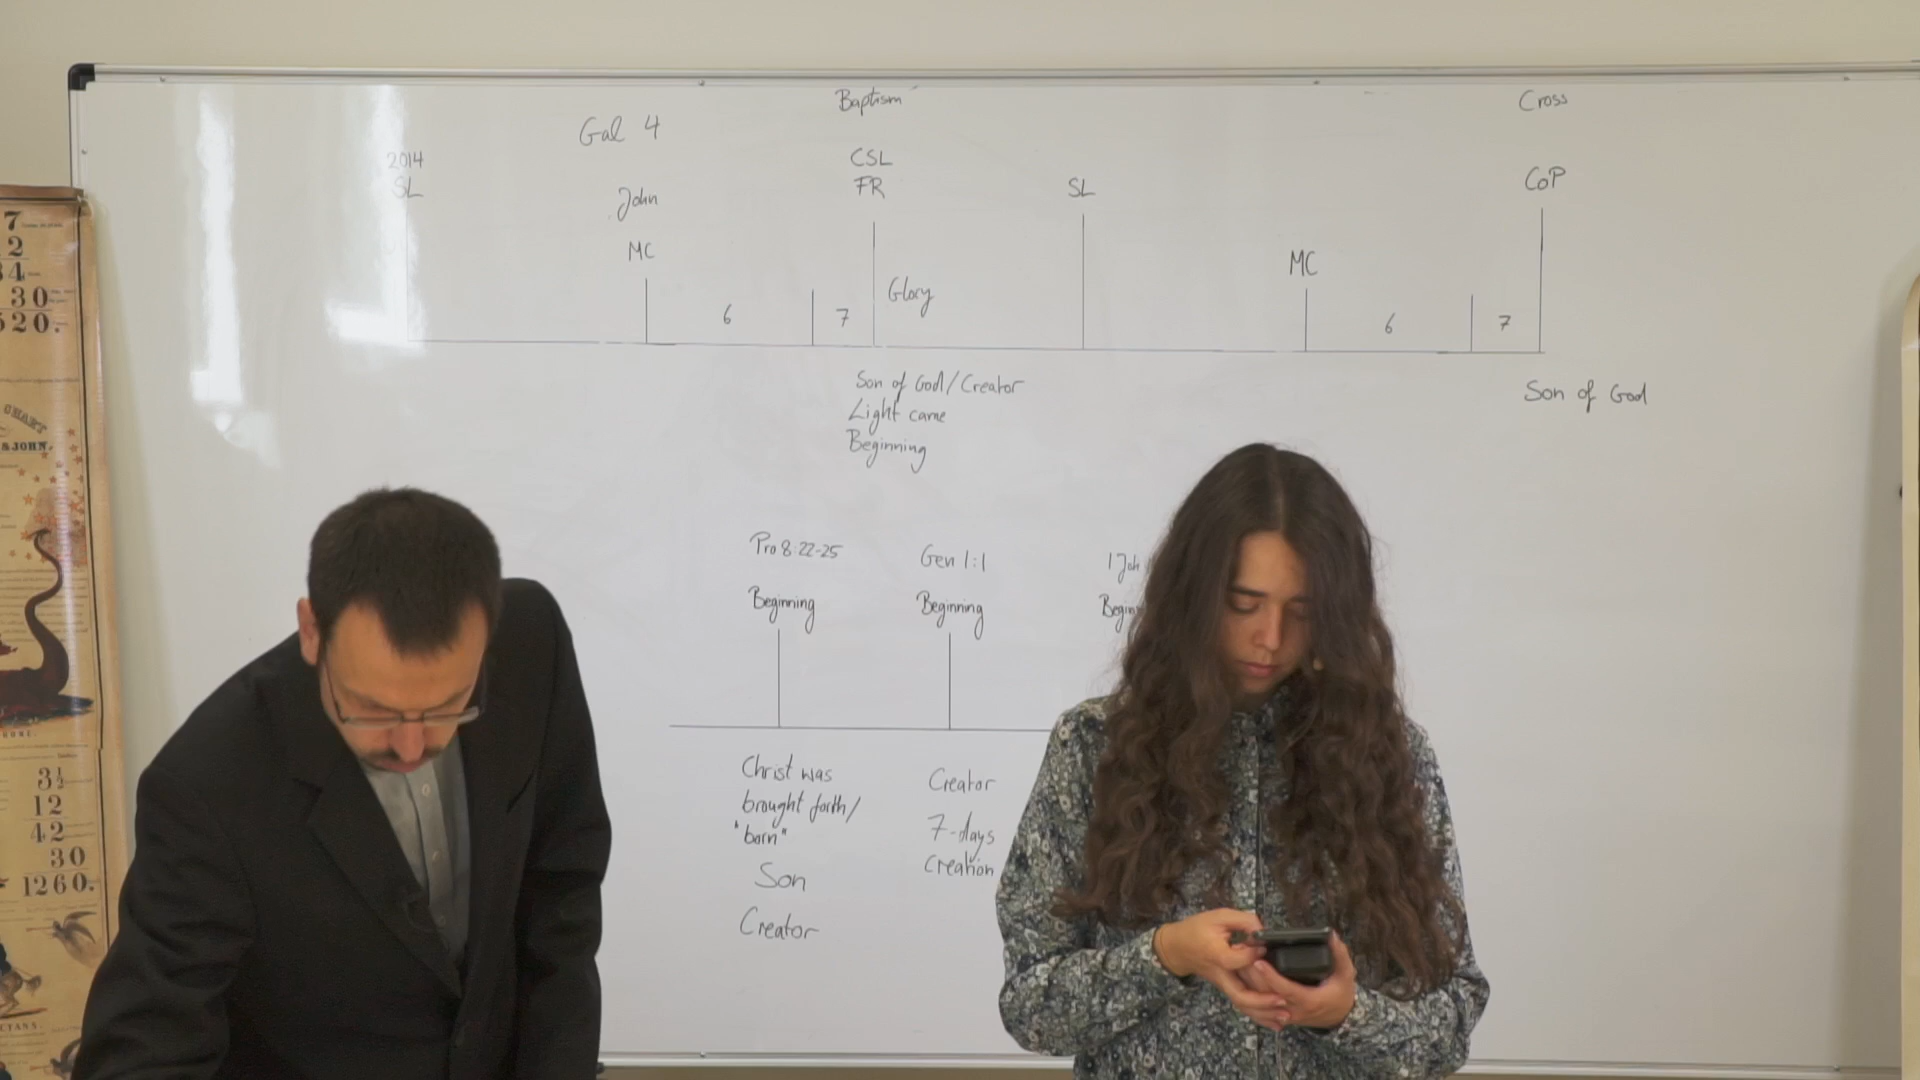 Baptism
Cross
Gal 4
2014
SL
John
MC
CSL
FR
SL
MC
CoP
6
7
Glory
6
7
Son of God/Creator
Light came
Beginning
Son of God
Pro 8:22-25
Beginning
Gen 1:1
Beginning
Christ was
brought forth/
"born"
Son
Creator
Creator
7-days
Creation
1 Joh
Begin
7
2
34
30
520.
CHART
& JOHN.
3½
12
42
30
1260.